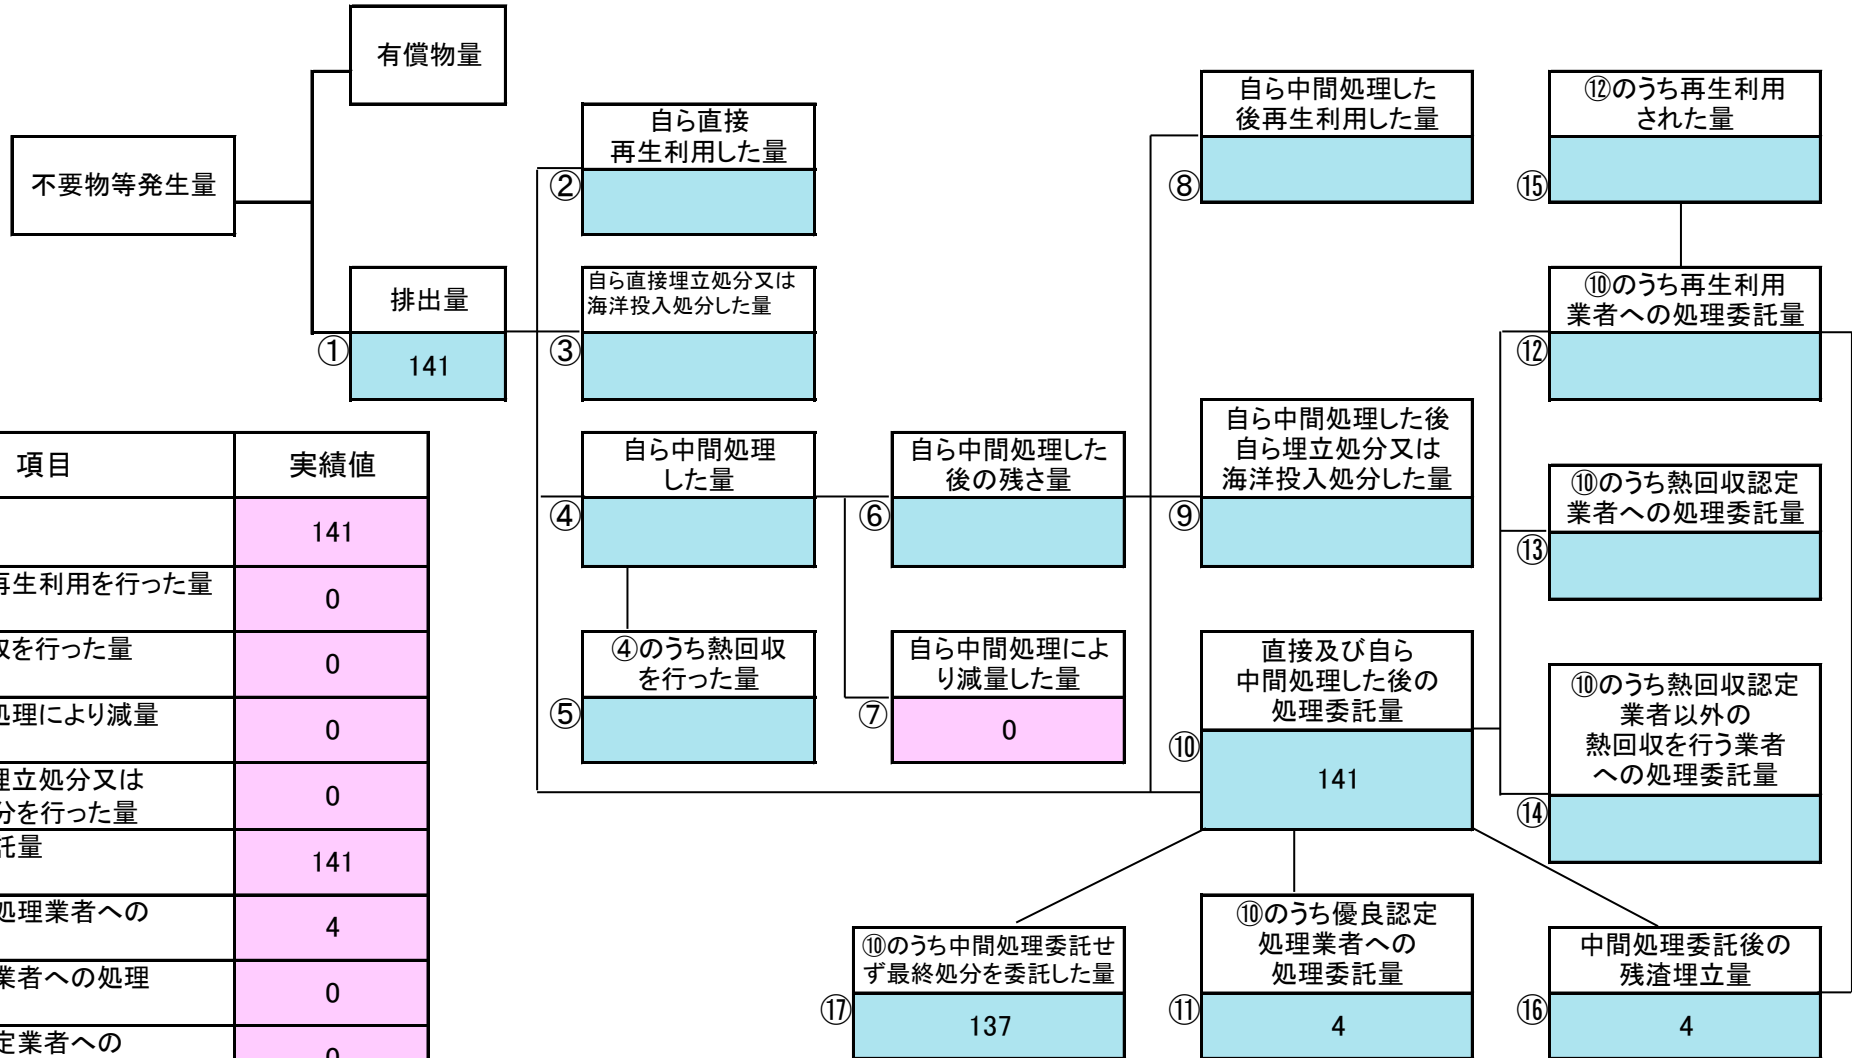 有償物量
不要物等発生量
排出量
①
141
自ら直接
再生利用した量
②
自ら直接埋立処分又は
海洋投入処分した量
③
自ら中間処理
した量
④
④のうち熱回収
を行った量
⑤
自ら中間処理した
後の残さ量
⑥
自ら中間処理によ
り減量した量
⑦
0
自ら中間処理した
後再生利用した量
⑧
自ら中間処理した後
自ら埋立処分又は
海洋投入処分した量
⑨
直接及び自ら
中間処理した後の
処理委託量
⑩
141
⑫のうち再生利用
された量
⑮
⑩のうち再生利用
業者への処理委託量
⑫
⑩のうち熱回収認定
業者への処理委託量
⑬
⑩のうち熱回収認定
業者以外の
熱回収を行う業者
への処理委託量
⑭
⑩のうち中間処理委託せ
ず最終処分を委託した量
⑰
137
⑩のうち優良認定
処理業者への
処理委託量
⑪
4
中間処理委託後の
残渣埋立量
⑯
4
項目 実績値
141
再生利用を行った量 0
を行った量 0
処理により減量 0
埋立処分又は
分を行った量 0
託量 141
処理業者への 4
業者への処理 0
定業者への 0